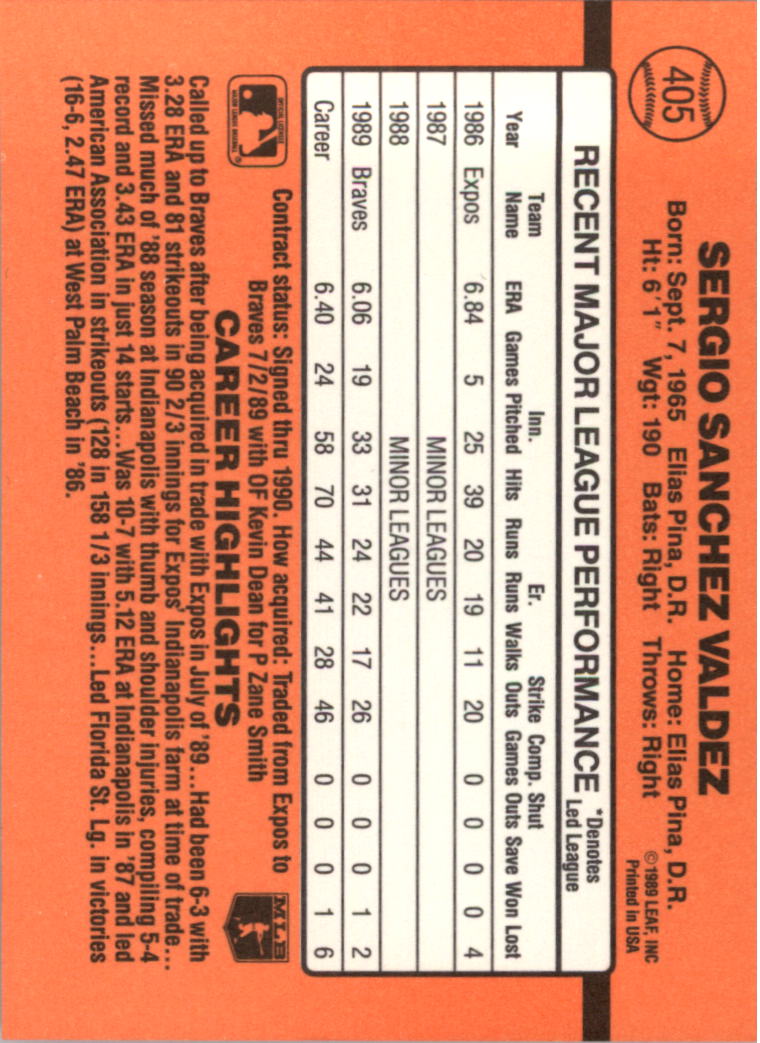 405
SERGIO SANCHEZ VALDEZ
Born: Sept. 7, 1965 Elias Pina, D.R. Home: Elias Pina, D.R.
Ht: 6'1" Wgt: 190 Bats: Right Throws: Right
©1989 LEAF, INC
Printed in USA
RECENT MAJOR LEAGUE PERFORMANCE *Denotes
Led League
Team Inn. Er. Strike Comp. Shut
Year Name ERA Games Pitched Hits Runs Runs Walks Outs Games Outs Save Won Lost
1986 Expos 6.84 5 25 39 20 19 11 20 0 0 0 0 4
1987 MINOR LEAGUES
1988 MINOR LEAGUES
1989 Braves 6.06 19 33 31 24 22 17 26 0 0 0 1 2
Career 6.40 24 58 70 44 41 28 46 0 0 0 1 6
OFFICIAL LICENSEE
MAJOR LEAGUE BASEBALL
Contract status: Signed thru 1990. How acquired: Traded from Expos to
Braves 7/2/89 with OF Kevin Dean for P Zane Smith
MLB
CAREER HIGHLIGHTS
Called up to Braves after being acquired in trade with Expos in July of '89...Had been 6-3 with
3.28 ERA and 81 strikeouts in 90 2/3 innings for Expos' Indianapolis farm at time of trade...
Missed much of '88 season at Indianapolis with thumb and shoulder injuries, compiling 5-4
record and 3.43 ERA in just 14 starts...Was 10-7 with 5.12 ERA at Indianapolis in '87 and led
American Association in strikeouts (128 in 158 1/3 innings...Led Florida St. Lg. in victories
(16-6, 2.47 ERA) at West Palm Beach in '86.